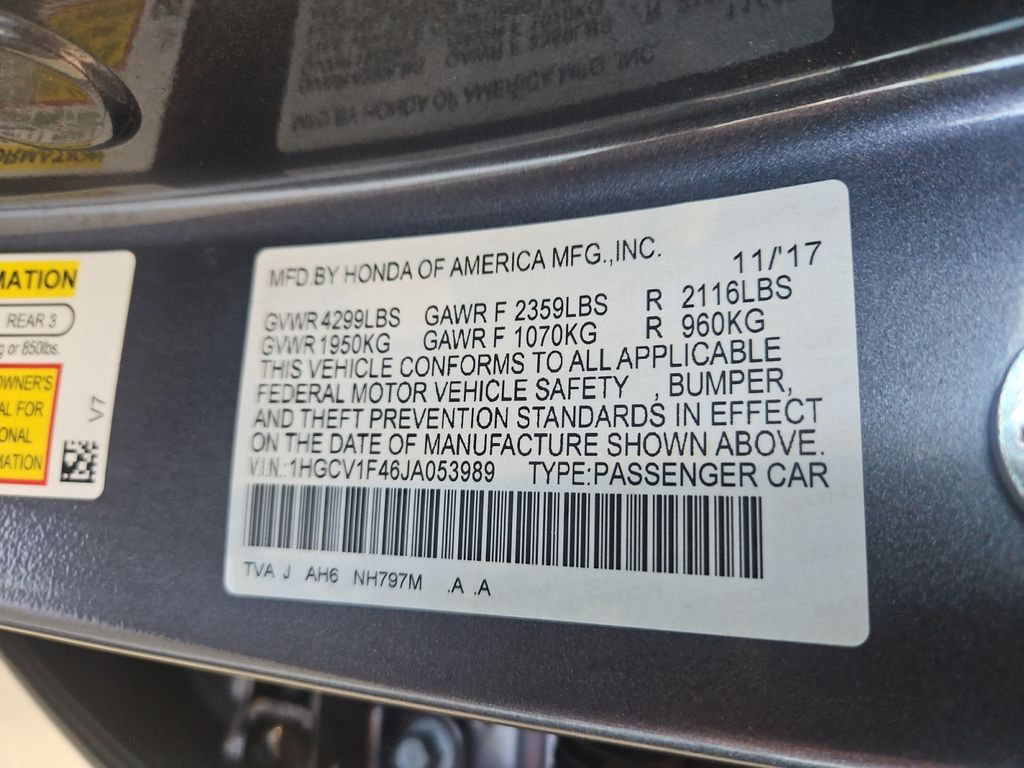 MFD.BY HONDA OF AMERICA MFG.,INC. 11/'17
GVWR 4299LBS GAWR F 2359LBS R 2116LBS
GVWR 1950KG GAWR F 1070KG R 960KG
THIS VEHICLE CONFORMS TO ALL APPLICABLE
FEDERAL MOTOR VEHICLE SAFETY , BUMPER,
AND THEFT PREVENTION STANDARDS IN EFFECT
ON THE DATE OF MANUFACTURE SHOWN ABOVE.
V.I.N.:1HGCV1F46JA053989 TYPE:PASSENGER CAR
TVA J AH6 NH797M .A .A
MATION
REAR 3
g or 850lbs.
OWNER'S
AL FOR
ONAL
MATION
V7